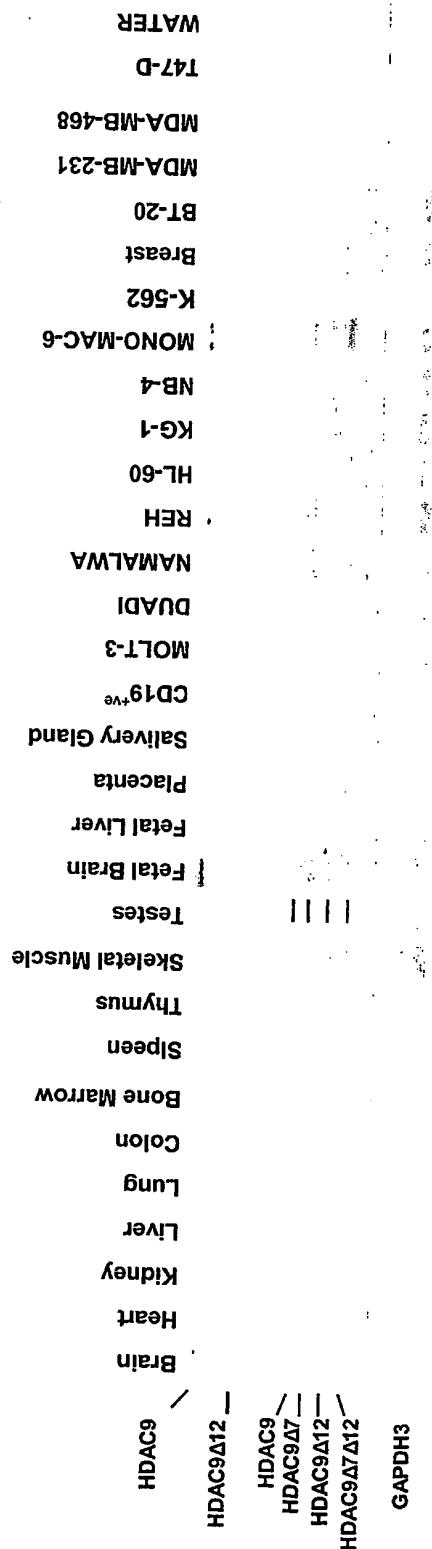 Brain
Heart
Kidney
Liver
Lung
Colon
Bone Marrow
Slpeen
Thymus
Skeletal Muscle
Testes
Fetal Brain
Fetal Liver
Placenta
Salivery Gland
CD19+ve
MOLT-3
DUADI
NAMALWA
REH
HL-60
KG-1
NB-4
MONO-MAC-6
K-562
Breast
BT-20
MDA-MB-231
MDA-MB-468
T47-D
WATER
HDAC9
HDAC9Δ12
HDAC9
HDAC9Δ7
HDAC9Δ12
HDAC9Δ7Δ12
GAPDH3